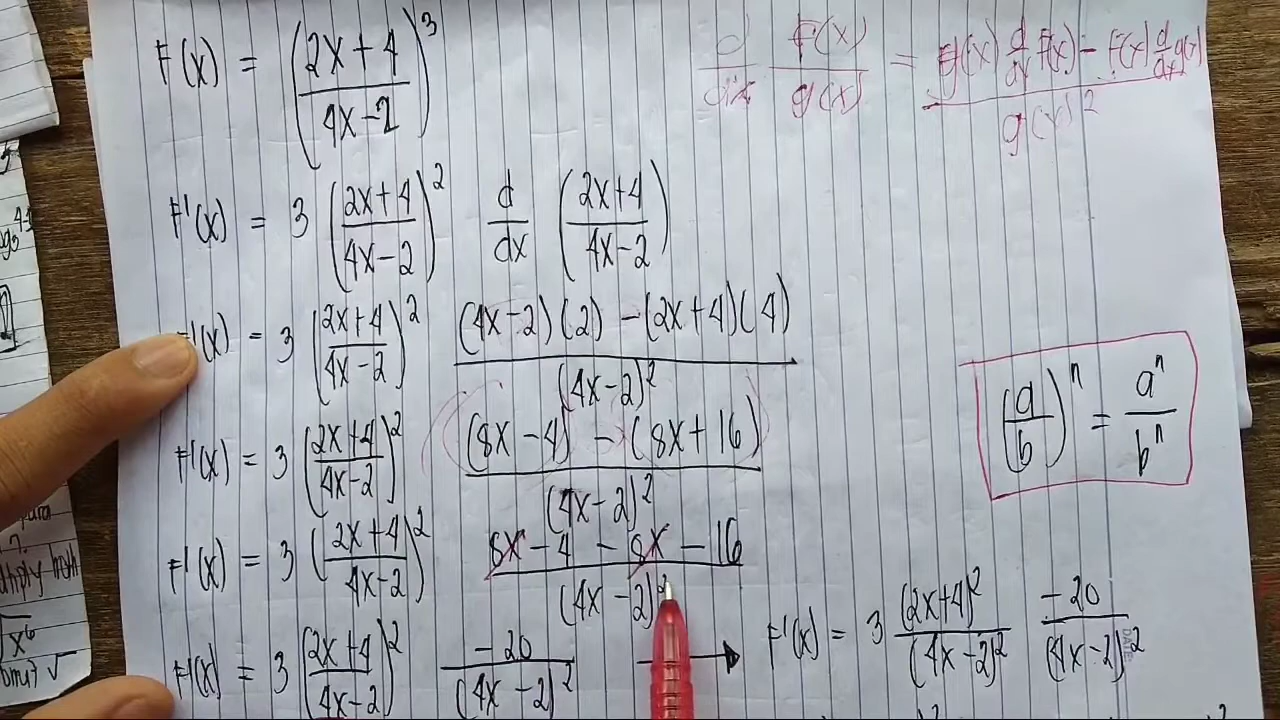 F(x) = ((2x+4)/(4x-2))^3
d/dx f(x)/g(x) = (g(x) d/dx f(x) - f(x) d/dx g(x))/g(x)^2
F'(x) = 3 ((2x+4)/(4x-2))^2 d/dx ((2x+4)/(4x-2))
F'(x) = 3 ((2x+4)/(4x-2))^2 ((4x-2)(2) - (2x+4)(4))/(4x-2)^2
(a/b)^n = a^n/b^n
F'(x) = 3 ((2x+4)/(4x-2))^2 ((8x-4) - (8x+16))/(4x-2)^2
F'(x) = 3 ((2x+4)/(4x-2))^2 (8x-4-8x-16)/(4x-2)^2
F'(x) = 3 ((2x+4)/(4x-2))^2 -20/(4x-2)^2 → F'(x) = 3 (2x+4)^2/(4x-2)^2 -20/(4x-2)^2
DATE: